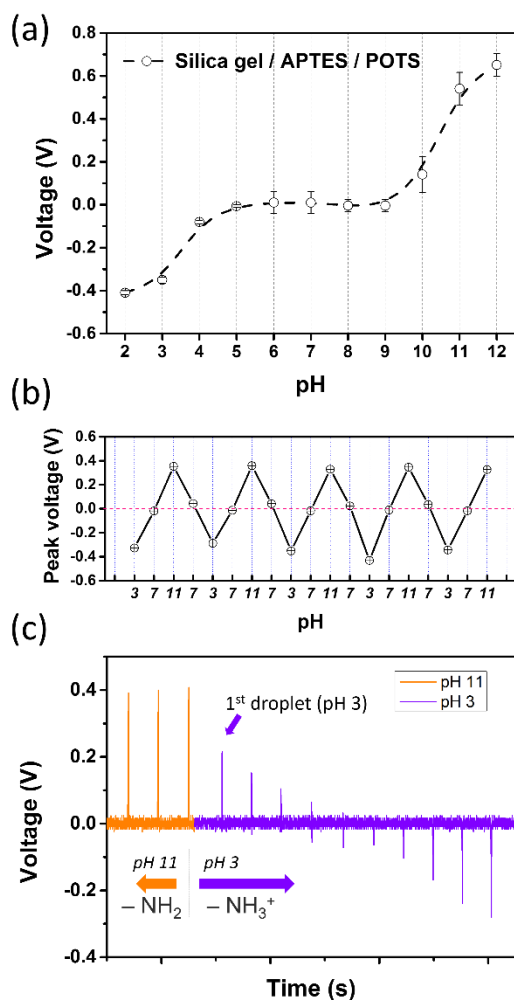 (a)
Silica gel / APTES / POTS
Voltage (V)
0.8
0.6
0.4
0.2
0.0
-0.2
-0.4
-0.6
2 3 4 5 6 7 8 9 10 11 12
pH
(b)
Peak voltage (V)
0.6
0.4
0.2
0.0
-0.2
-0.4
-0.6
3 7 11 7 3 7 11 7 3 7 11 7 3 7 11 7 3 7 11
pH
(c)
pH 11
pH 3
1st droplet (pH 3)
Voltage (V)
0.4
0.2
0.0
-0.2
-0.4
pH 11 pH 3
– NH₂ – NH₃⁺
Time (s)